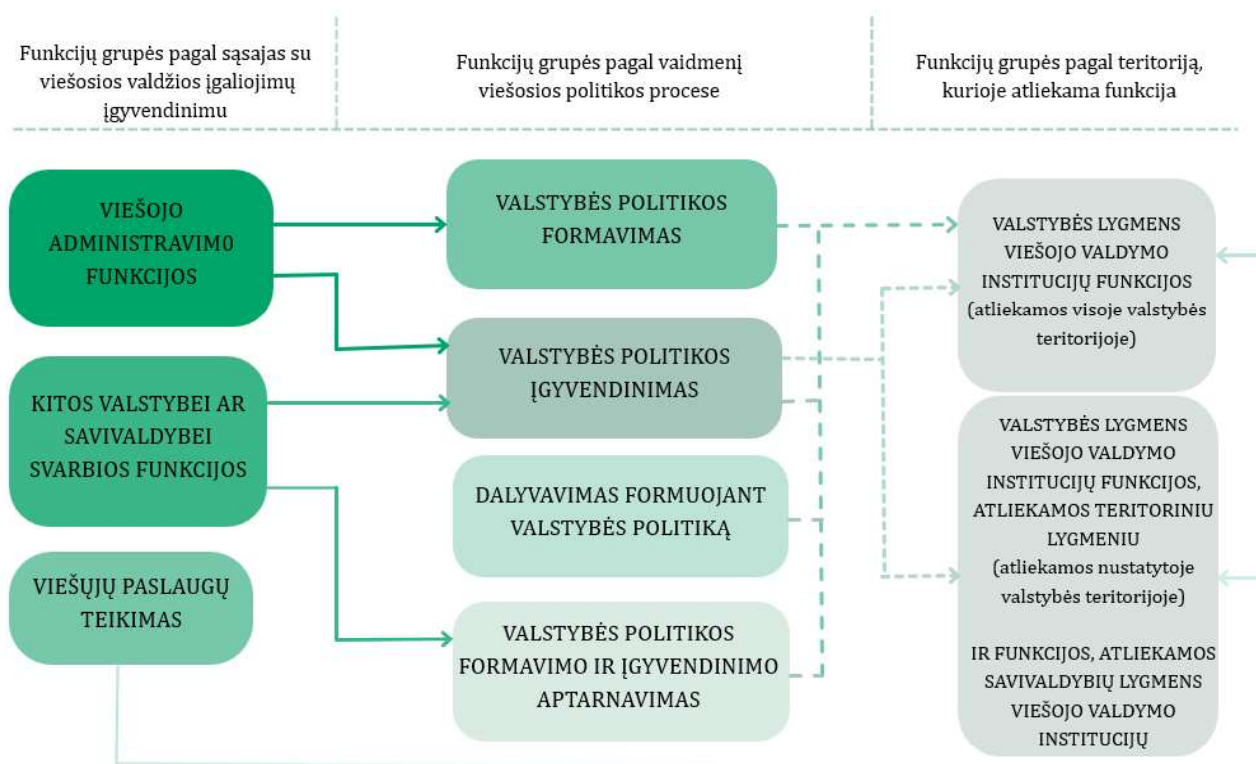 Funkcijų grupės pagal sąsajas su
viešosios valdžios įgaliojimų
įgyvendinimu
Funkcijų grupės pagal vaidmenį
viešosios politikos procese
Funkcijų grupės pagal teritoriją,
kurioje atliekama funkcija
VIEŠOJO
ADMINISTRAVIM0
FUNKCIJOS
KITOS VALSTYBEI AR
SAVIVALDYBEI
SVARBIOS FUNKCIJOS
VIEŠŲJŲ PASLAUGŲ
TEIKIMAS
VALSTYBĖS POLITIKOS
FORMAVIMAS
VALSTYBĖS POLITIKOS
ĮGYVENDINIMAS
DALYVAVIMAS FORMUOJANT
VALSTYBĖS POLITIKĄ
VALSTYBĖS POLITIKOS
FORMAVIMO IR ĮGYVENDINIMO
APTARNAVIMAS
VALSTYBĖS LYGMENS
VIEŠOJO VALDYMO
INSTITUCIJŲ FUNKCIJOS
(atliekamos visoje valstybės
teritorijoje)
VALSTYBĖS LYGMENS
VIEŠOJO VALDYMO
INSTITUCIJŲ FUNKCIJOS,
ATLIEKAMOS TERITORINIU
LYGMENIU
(atliekamos nustatytoje
valstybės teritorijoje)
IR FUNKCIJOS, ATLIEKAMOS
SAVIVALDYBIŲ LYGMENS
VIEŠOJO VALDYMO
INSTITUCIJŲ